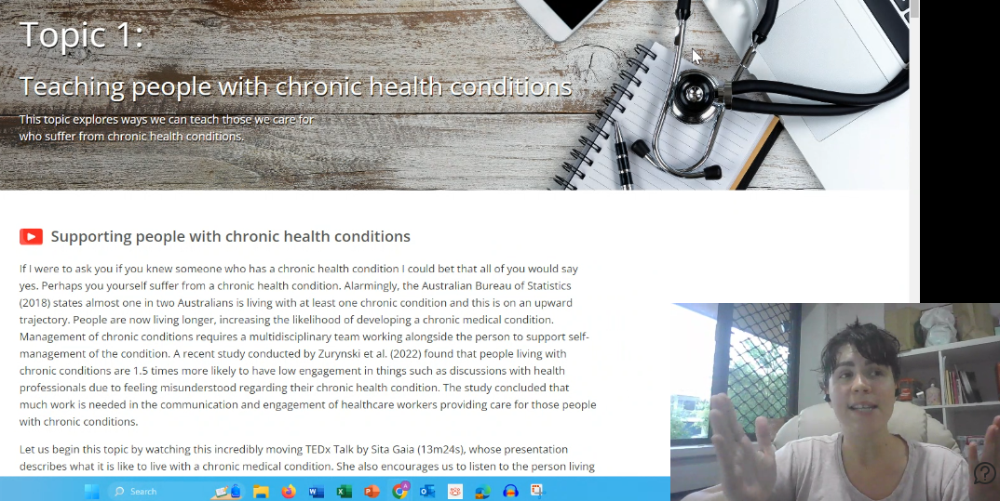 Topic 1:
Teaching people with chronic health conditions
This topic explores ways we can teach those we care for
who suffer from chronic health conditions.
Supporting people with chronic health conditions
If I were to ask you if you knew someone who has a chronic health condition I could bet that all of you would say
yes. Perhaps you yourself suffer from a chronic health condition. Alarmingly, the Australian Bureau of Statistics
(2018) states almost one in two Australians is living with at least one chronic condition and this is on an upward
trajectory. People are now living longer, increasing the likelihood of developing a chronic medical condition.
Management of chronic conditions requires a multidisciplinary team working alongside the person to support self-
management of the condition. A recent study conducted by Zurynski et al. (2022) found that people living with
chronic conditions are 1.5 times more likely to have low engagement in things such as discussions with health
professionals due to feeling misunderstood regarding their chronic health condition. The study concluded that
much work is needed in the communication and engagement of healthcare workers providing care for those people
with chronic conditions.
Let us begin this topic by watching this incredibly moving TEDx Talk by Sita Gaia (13m24s), whose presentation
describes what it is like to live with a chronic medical condition. She also encourages us to listen to the person living
Search